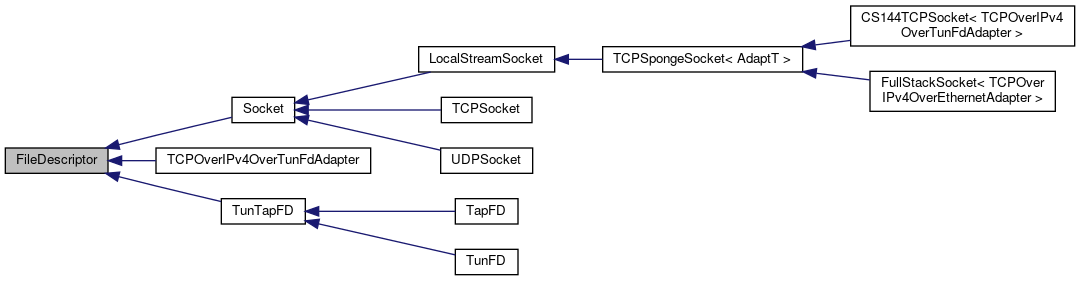 CS144TCPSocket< TCPOverIPv4
OverTunFdAdapter >
LocalStreamSocket
TCPSpongeSocket< AdaptT >
FullStackSocket< TCPOver
IPv4OverEthernetAdapter >
Socket
TCPSocket
FileDescriptor
TCPOverIPv4OverTunFdAdapter
UDPSocket
TunTapFD
TapFD
TunFD